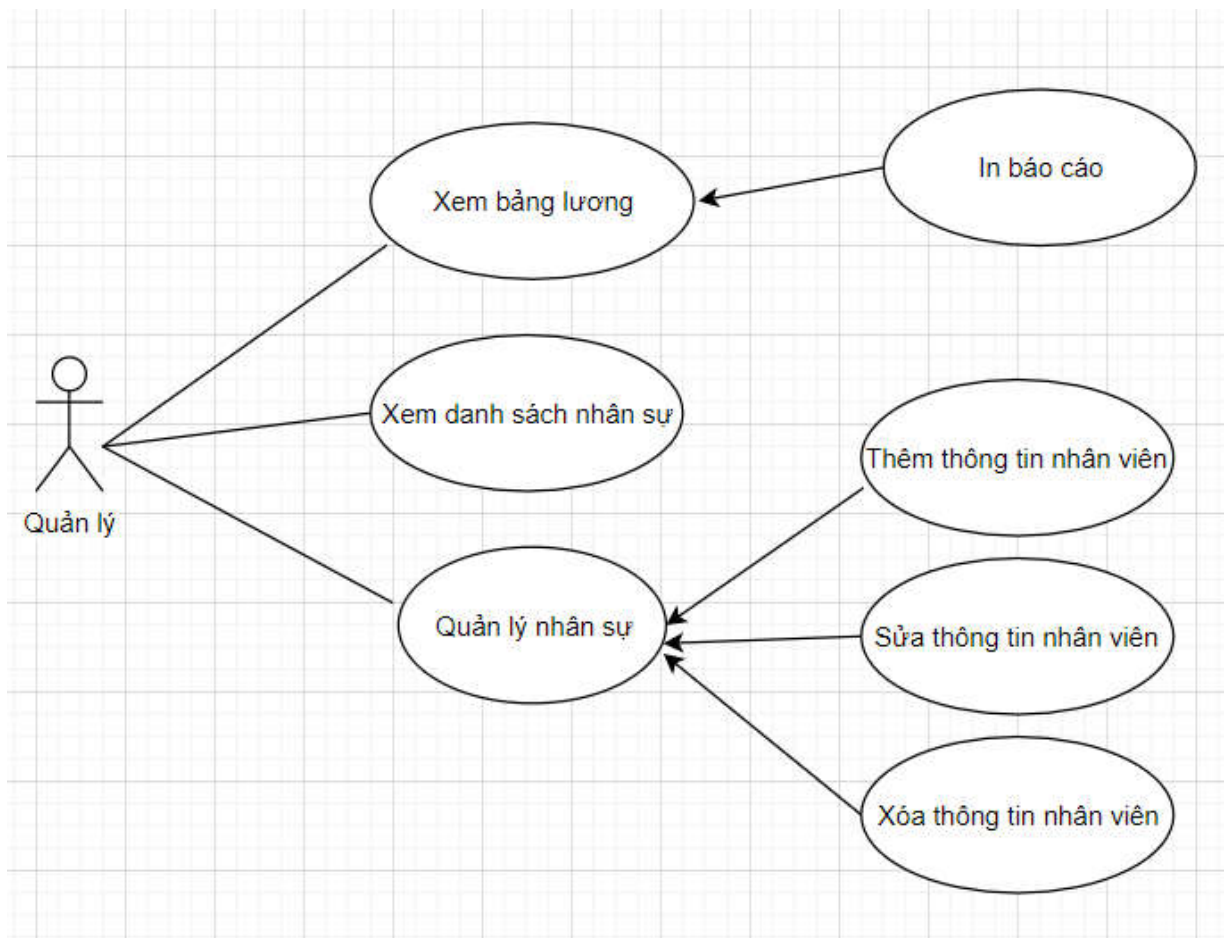 In báo cáo
Xem bảng lương
Xem danh sách nhân sự
Thêm thông tin nhân viên
Quản lý
Quản lý nhân sự
Sửa thông tin nhân viên
Xóa thông tin nhân viên